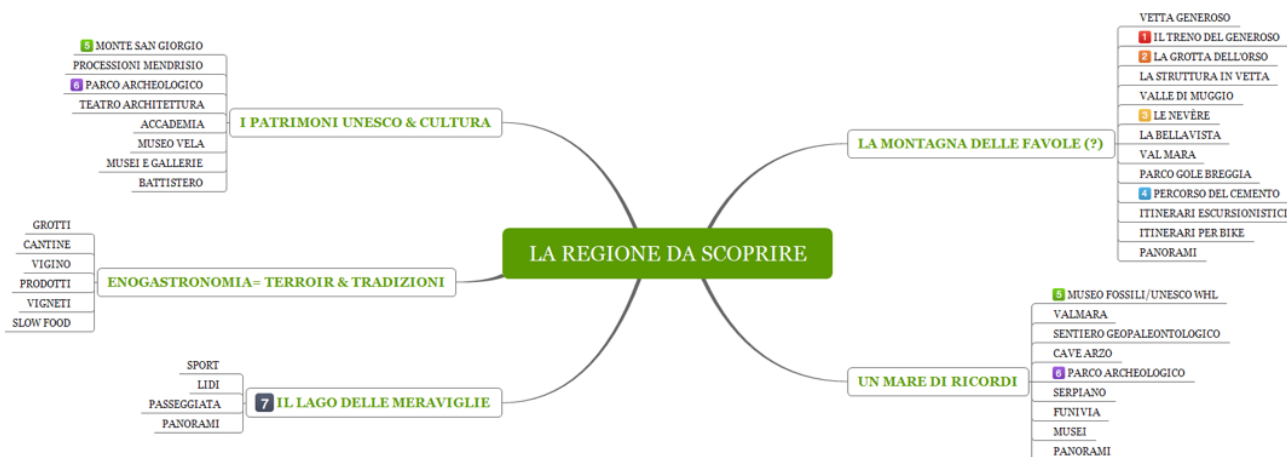 LA REGIONE DA SCOPRIRE
I PATRIMONI UNESCO & CULTURA
5 MONTE SAN GIORGIO
PROCESSIONI MENDRISIO
6 PARCO ARCHEOLOGICO
TEATRO ARCHITETTURA
ACCADEMIA
MUSEO VELA
MUSEI E GALLERIE
BATTISTERO
ENOGASTRONOMIA= TERROIR & TRADIZIONI
GROTTI
CANTINE
VIGINO
PRODOTTI
VIGNETI
SLOW FOOD
7 IL LAGO DELLE MERAVIGLIE
SPORT
LIDI
PASSEGGIATA
PANORAMI
LA MONTAGNA DELLE FAVOLE (?)
VETTA GENEROSO
1 IL TRENO DEL GENEROSO
2 LA GROTTA DELL'ORSO
LA STRUTTURA IN VETTA
VALLE DI MUGGIO
3 LE NEVÈRE
LA BELLAVISTA
VAL MARA
PARCO GOLE BREGGIA
4 PERCORSO DEL CEMENTO
ITINERARI ESCURSIONISTICI
ITINERARI PER BIKE
PANORAMI
UN MARE DI RICORDI
5 MUSEO FOSSILI/UNESCO WHL
VALMARA
SENTIERO GEOPALEONTOLOGICO
CAVE ARZO
6 PARCO ARCHEOLOGICO
SERPIANO
FUNIVIA
MUSEI
PANORAMI